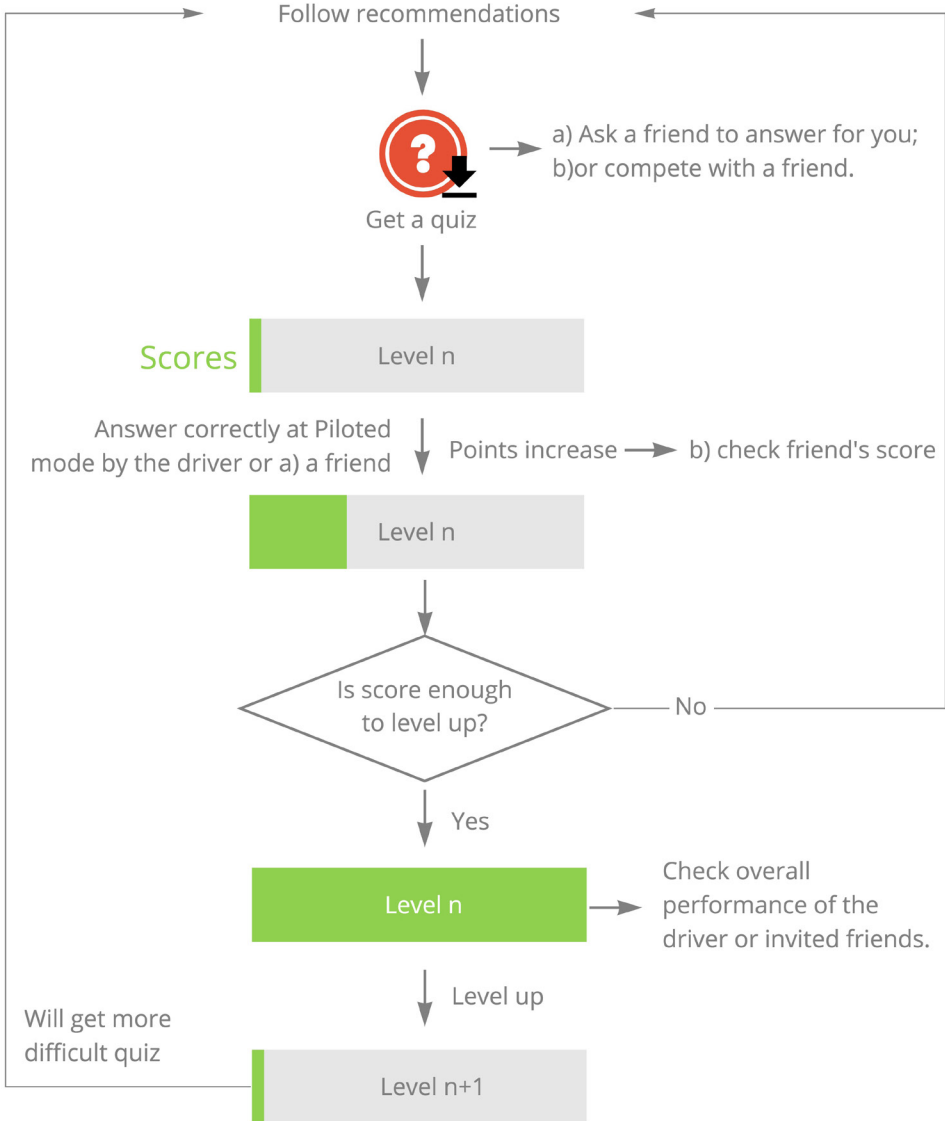 Follow recommendations
?
a) Ask a friend to answer for you;
b)or compete with a friend.
Get a quiz
Scores
Level n
Answer correctly at Piloted
mode by the driver or a) a friend
Points increase
b) check friend's score
Level n
Is score enough
to level up?
No
Yes
Level n
Check overall
performance of the
driver or invited friends.
Level up
Will get more
difficult quiz
Level n+1